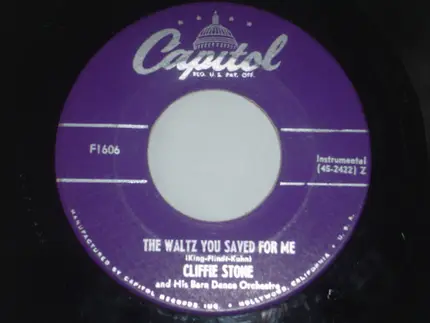 Capitol
REG. U.S. PAT. OFF.
F1606
Instrumental
(45-2422) Z
THE WALTZ YOU SAVED FOR ME
(King-Flindt-Kahn)
CLIFFIE STONE
and His Barn Dance Orchestra
MANUFACTURED BY CAPITOL RECORDS, INC. • HOLLYWOOD, CALIFORNIA • U.S.A.